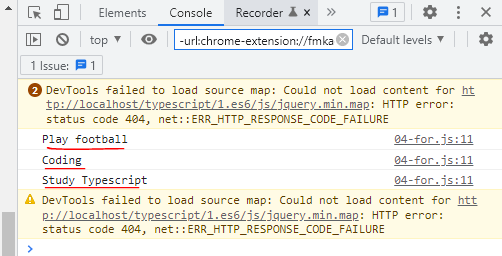 Elements
Console
Recorder
1
top
-url:chrome-extension://fmka
Default levels
1 Issue:
1
2
DevTools failed to load source map: Could not load content for ht
tp://localhost/typescript/1.es6/js/jquery.min.map: HTTP error:
status code 404, net::ERR_HTTP_RESPONSE_CODE_FAILURE
Play football
04-for.js:11
Coding
04-for.js:11
Study Typescript
04-for.js:11
DevTools failed to load source map: Could not load content for htt
p://localhost/typescript/1.es6/js/jquery.min.map: HTTP error:
status code 404, net::ERR_HTTP_RESPONSE_CODE_FAILURE